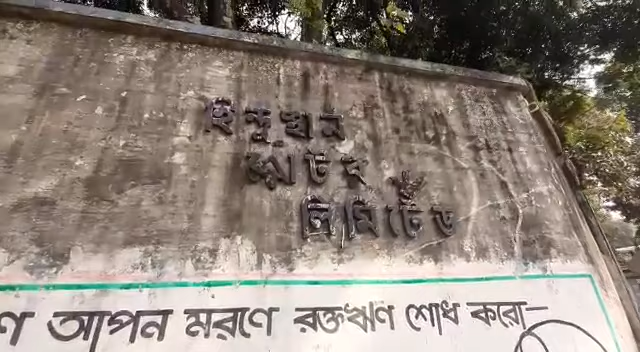 হিন্দুস্থান
মোটর
লিমিটেড
ণ আপন মরণে রক্তঋণ শোধ করো–